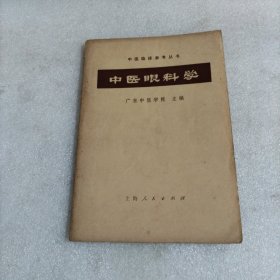 中医临床参考丛书
中医眼科学
广东中医学院 主编
上海人民出版社